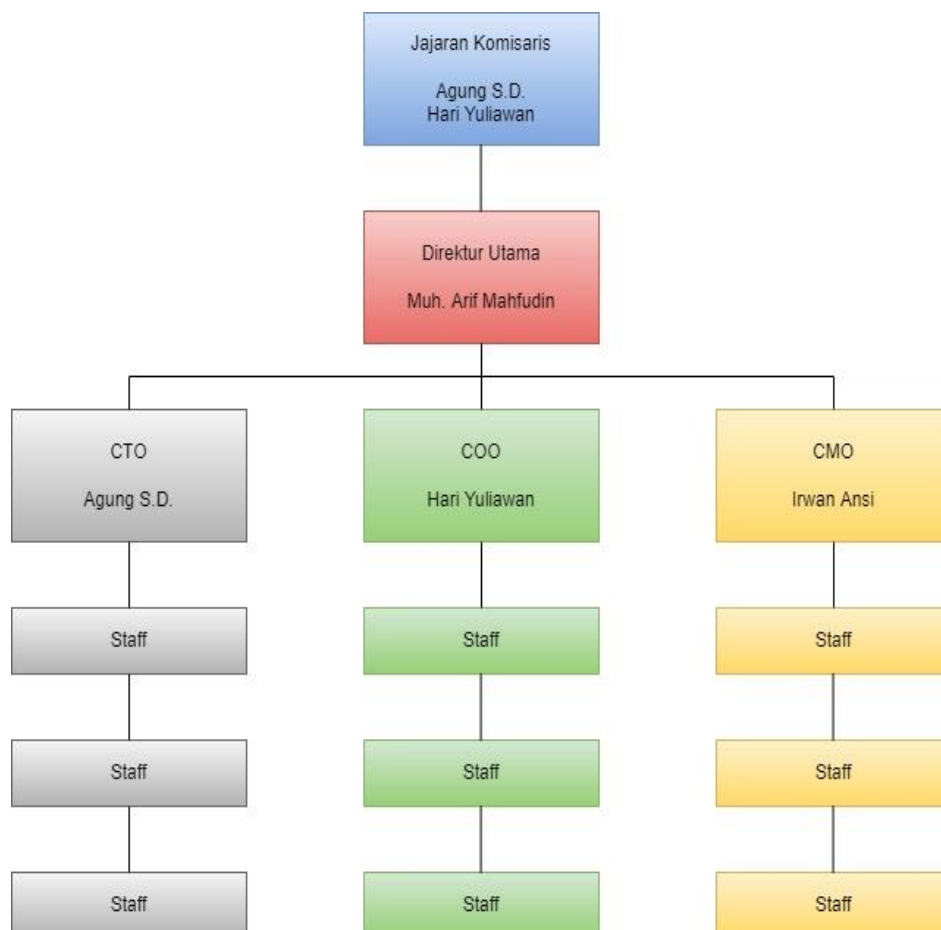 Jajaran Komisaris
Agung S.D.
Hari Yuliawan
Direktur Utama
Muh. Arif Mahfudin
CTO
Agung S.D.
COO
Hari Yuliawan
CMO
Irwan Ansi
Staff
Staff
Staff
Staff
Staff
Staff
Staff
Staff
Staff